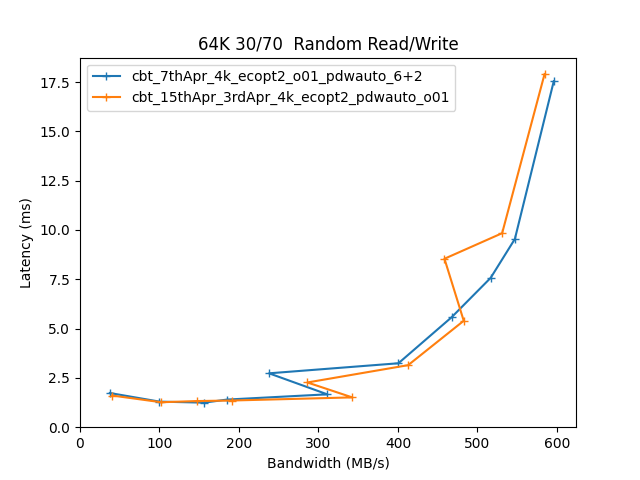 64K 30/70  Random Read/Write
cbt_7thApr_4k_ecopt2_o01_pdwauto_6+2
cbt_15thApr_3rdApr_4k_ecopt2_pdwauto_o01
17.5
15.0
12.5
10.0
7.5
5.0
2.5
0.0
Latency (ms)
0 100 200 300 400 500 600
Bandwidth (MB/s)